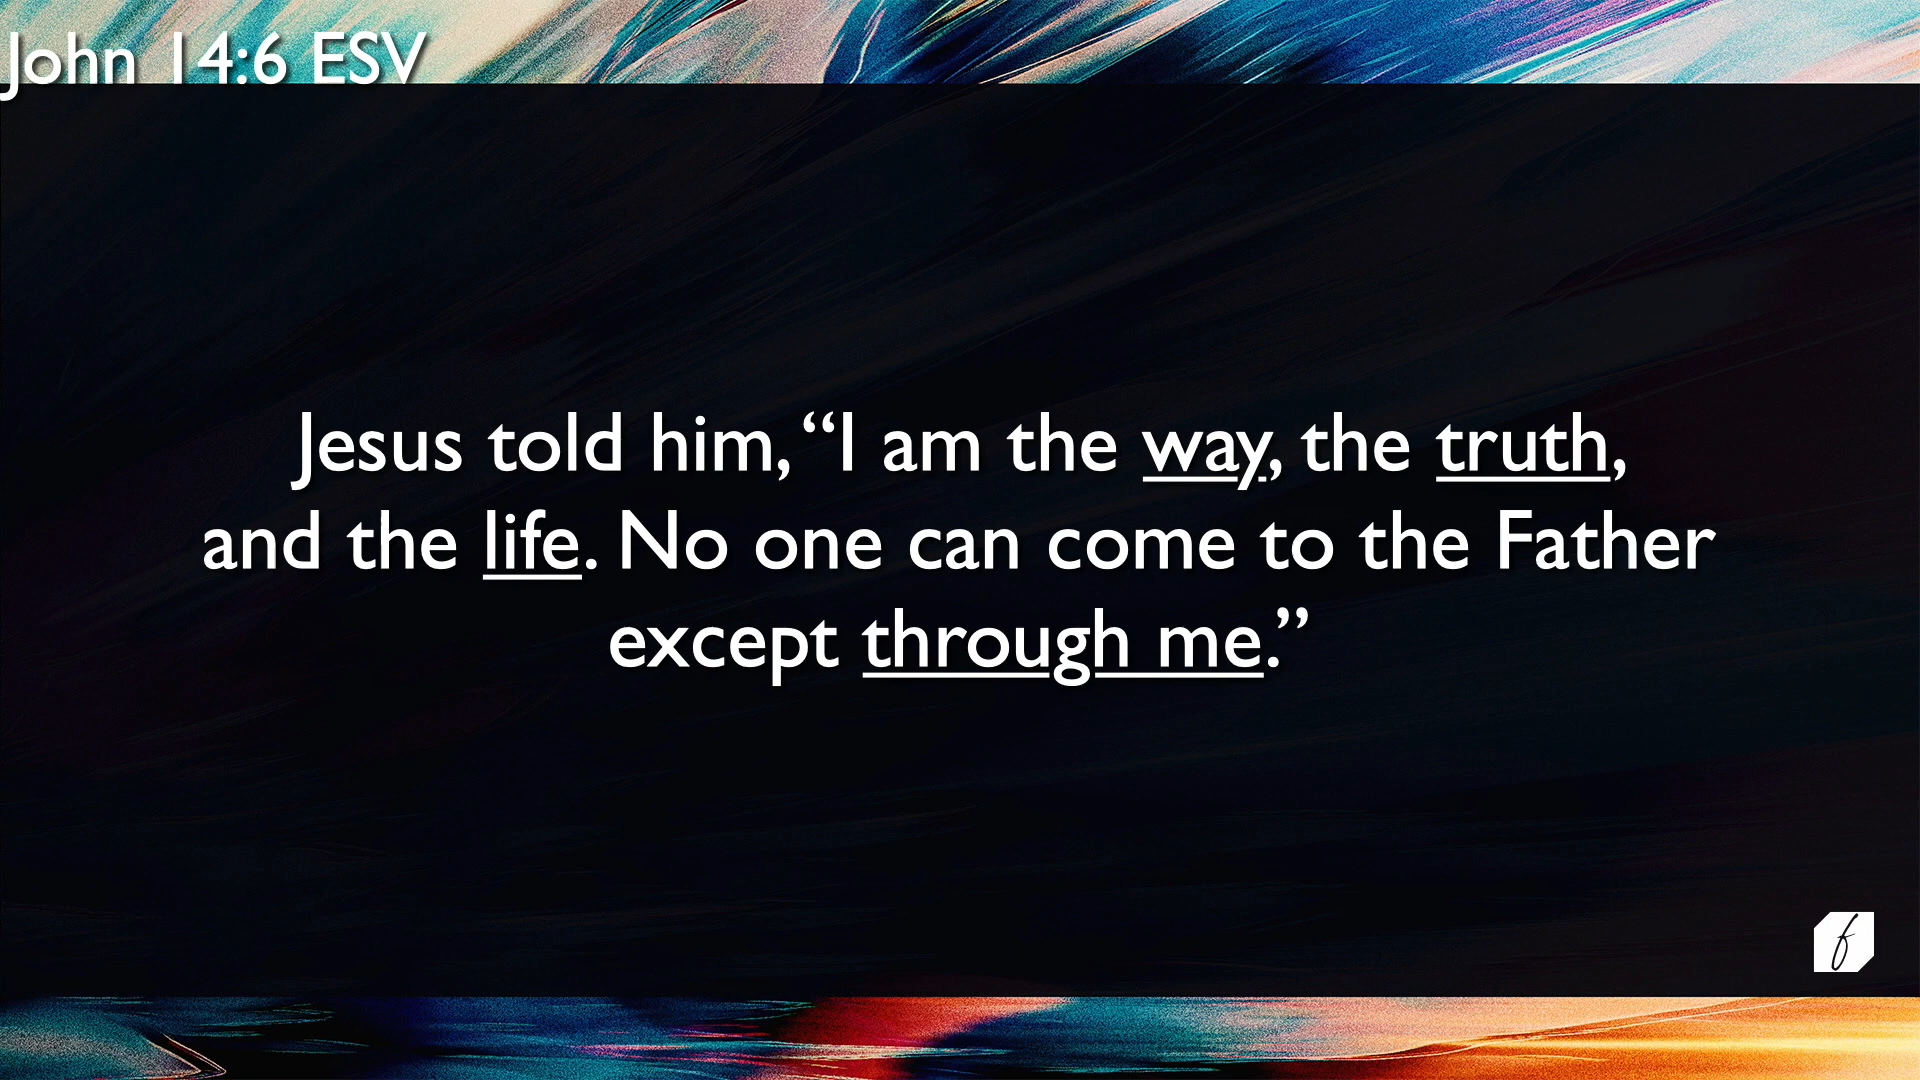 John 14:6 ESV
Jesus told him, “I am the way, the truth,
and the life. No one can come to the Father
except through me.”
f